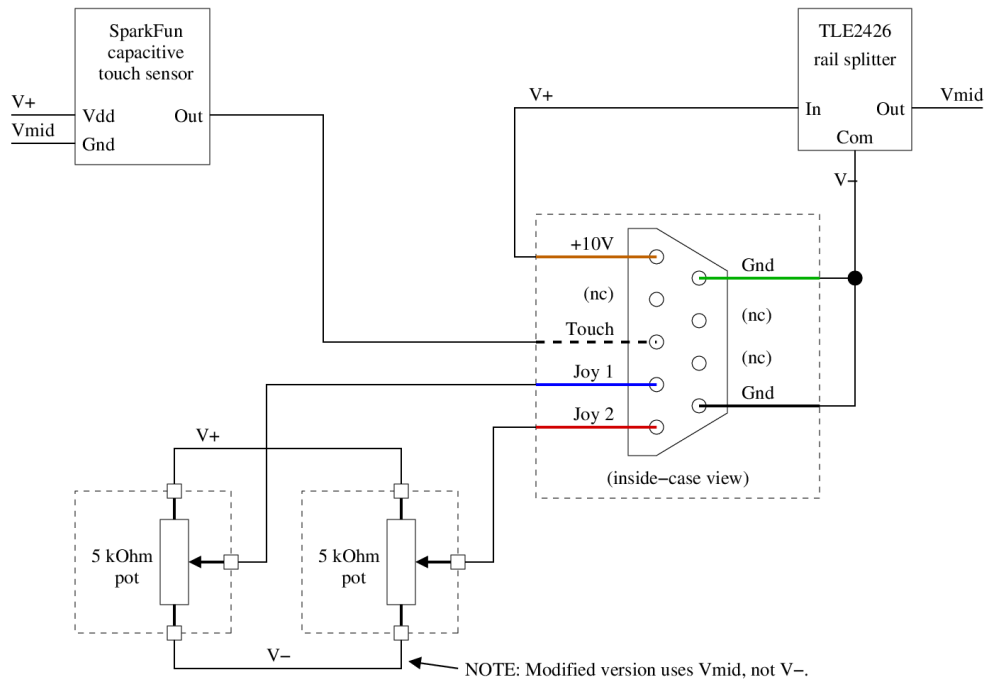 SparkFun
capacitive
touch sensor
V+
Vdd
Out
Vmid
Gnd
TLE2426
rail splitter
V+
In
Out
Vmid
Com
V−
+10V
Gnd
(nc)
(nc)
Touch
(nc)
Joy 1
Gnd
Joy 2
(inside−case view)
V+
5 kOhm
pot
5 kOhm
pot
V−
NOTE: Modified version uses Vmid, not V−.